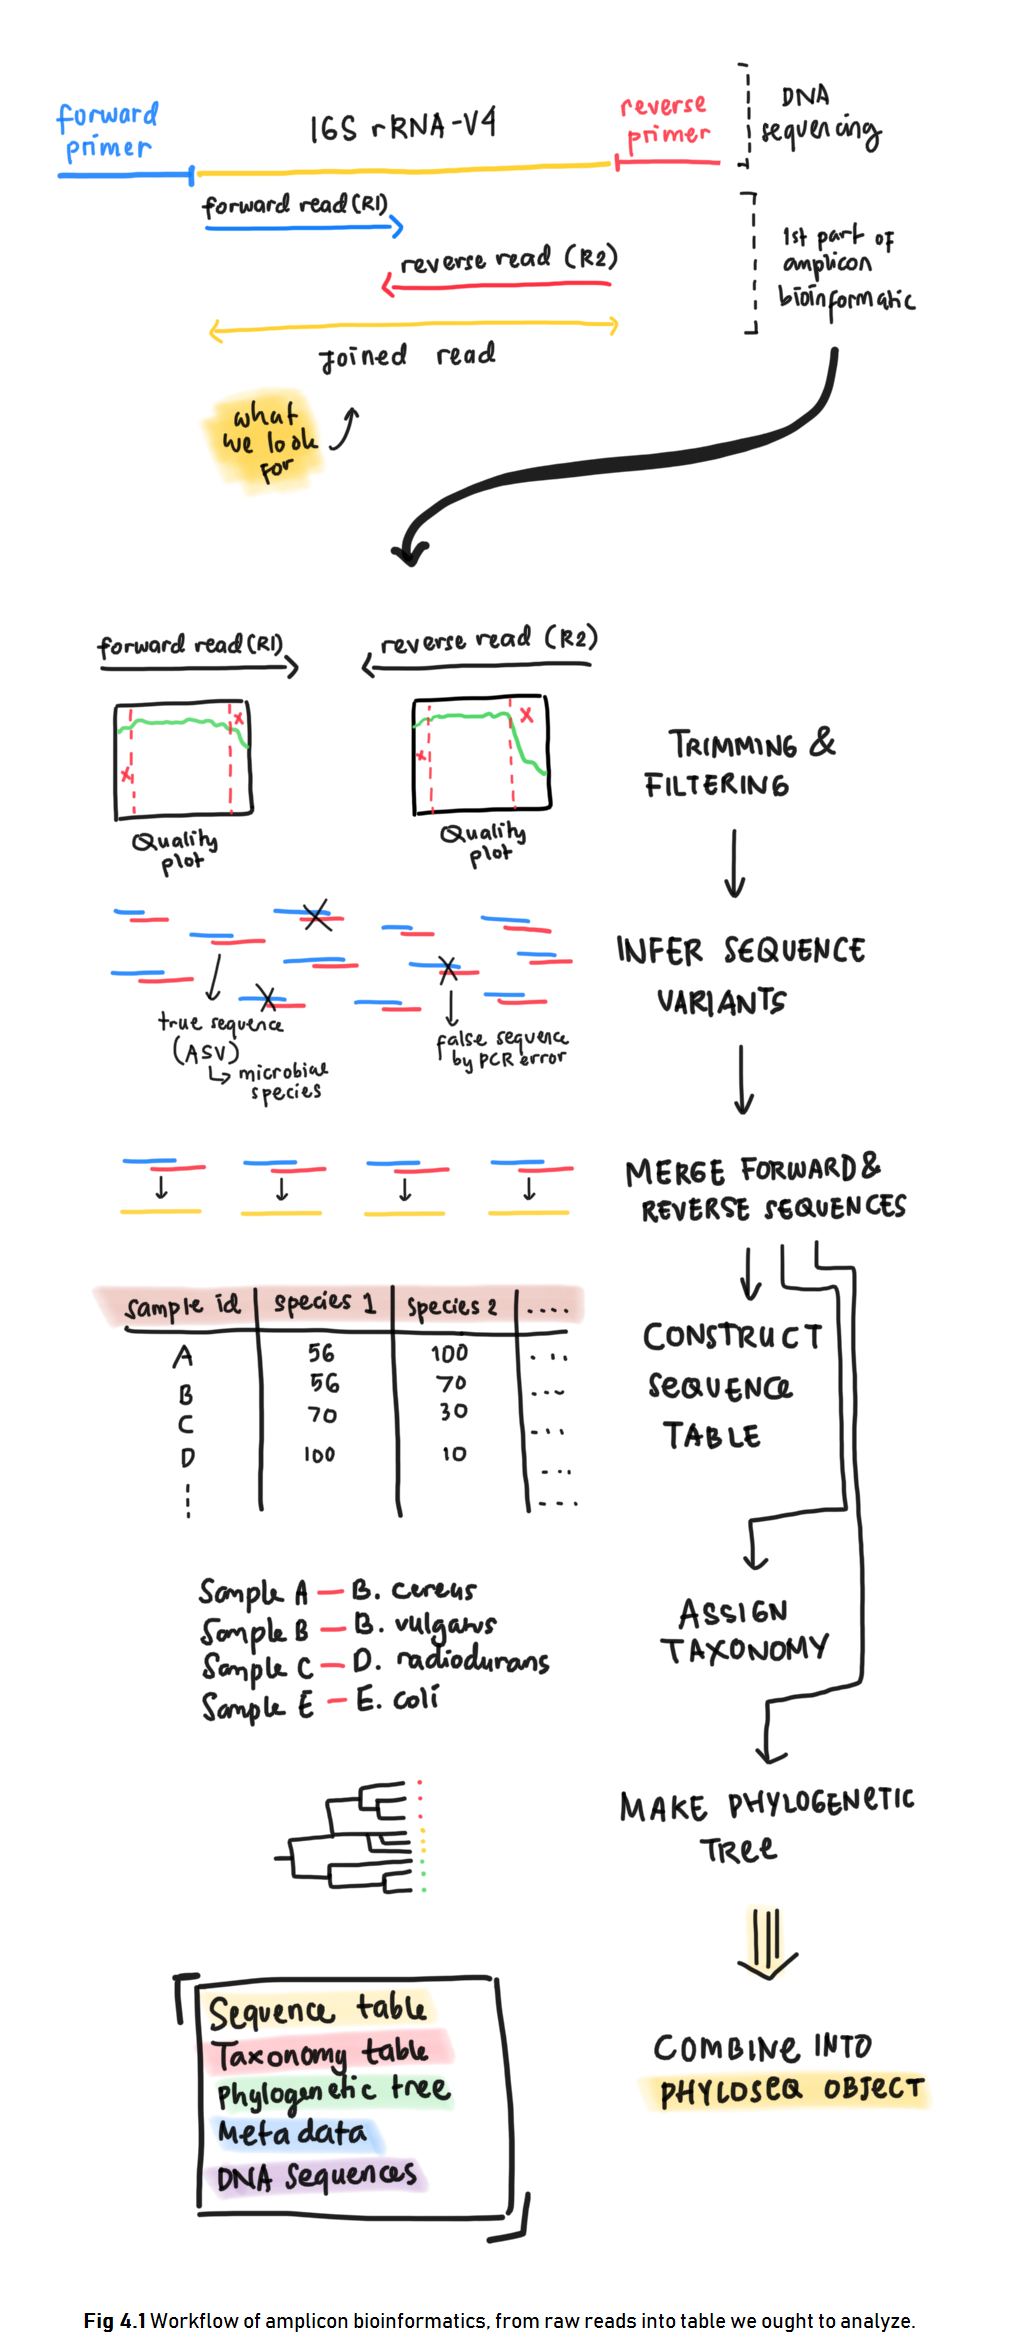 forward
primer
16S rRNA-V4
reverse
primer
DNA
sequencing
forward read (R1)
reverse read (R2)
Joined read
1st part of
amplicon
bioinformatic
what
we look
for
forward read (R1)
reverse read (R2)
x
x
x
x
Quality
plot
Quality
plot
TRIMMING &
FILTERING
INFER SEQUENCE
VARIANTS
true sequence
(ASV)
microbial
species
false sequence
by PCR error
MERGE FORWARD &
REVERSE SEQUENCES
sample id species 1 species 2 ....
A 56 100 ...
B 56 70 ...
C 70 30 ...
D 100 10 ...
...
CONSTRUCT
SEQUENCE
TABLE
Sample A — B. cereus
Sample B — B. vulgatus
Sample C — D. radiodurans
Sample E — E. coli
ASSIGN
TAXONOMY
MAKE PHYLOGENETIC
TREE
Sequence table
Taxonomy table
Phylogenetic tree
Meta data
DNA Sequences
COMBINE INTO
PHYLOSEQ OBJECT
Fig 4.1 Workflow of amplicon bioinformatics, from raw reads into table we ought to analyze.